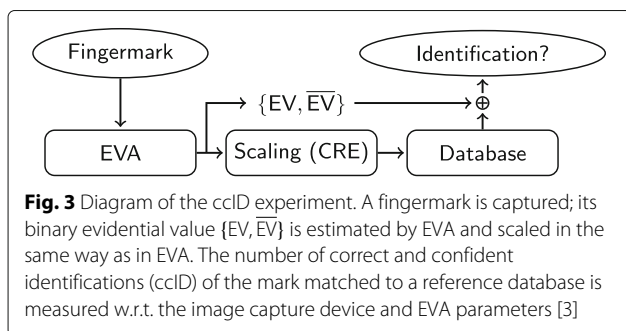 Fingermark
Identification?
{EV, E̅V̅}
⊕
EVA
Scaling (CRE)
Database
Fig. 3 Diagram of the ccID experiment. A fingermark is captured; its
binary evidential value {EV, E̅V̅} is estimated by EVA and scaled in the
same way as in EVA. The number of correct and confident
identifications (ccID) of the mark matched to a reference database is
measured w.r.t. the image capture device and EVA parameters [3]